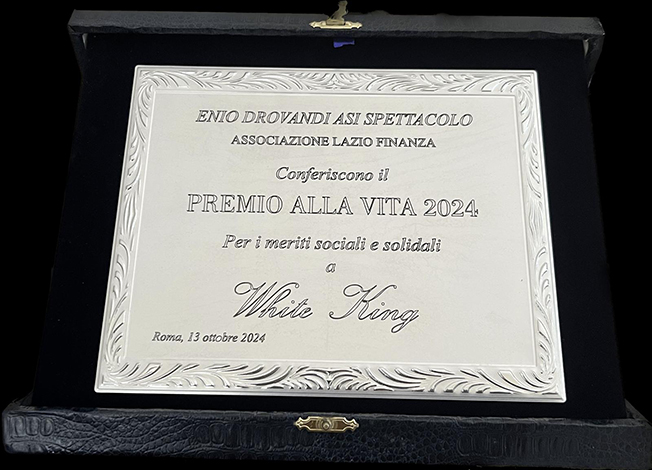 ENIO DROVANDI ASI SPETTACOLO
ASSOCIAZIONE LAZIO FINANZA
Conferiscono il
PREMIO ALLA VITA 2024
Per i meriti sociali e solidali
a
White King
Roma, 13 ottobre 2024